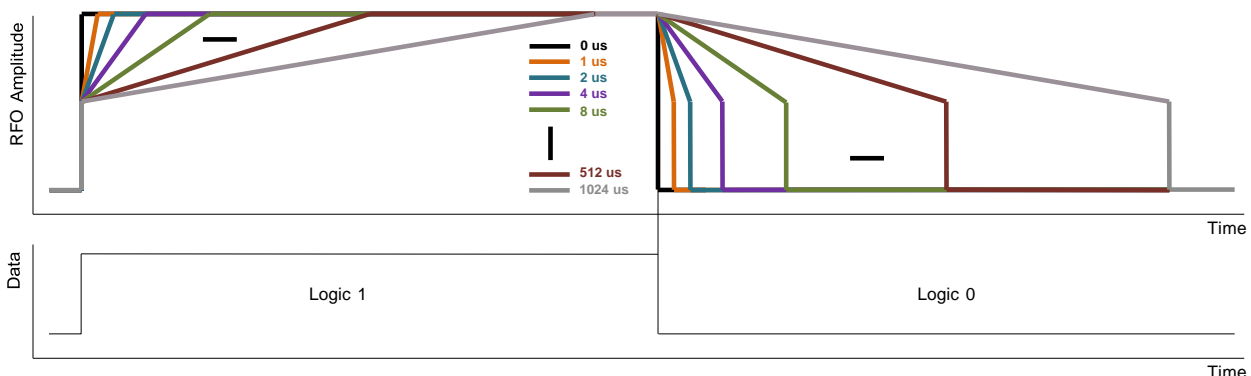 RFO Amplitude
0 us
1 us
2 us
4 us
8 us
512 us
1024 us
Time
Data
Logic 1
Logic 0
Time